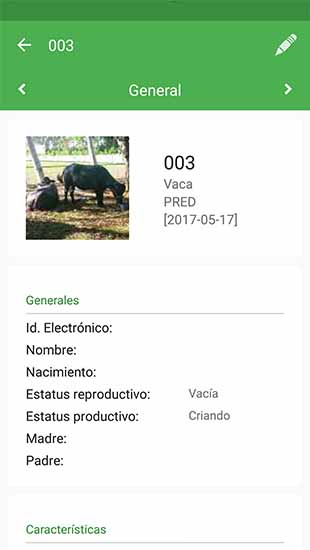 003
General
003
Vaca
PRED
[2017-05-17]
Generales
Id. Electrónico:
Nombre:
Nacimiento:
Estatus reproductivo: Vacía
Estatus productivo: Criando
Madre:
Padre:
Características